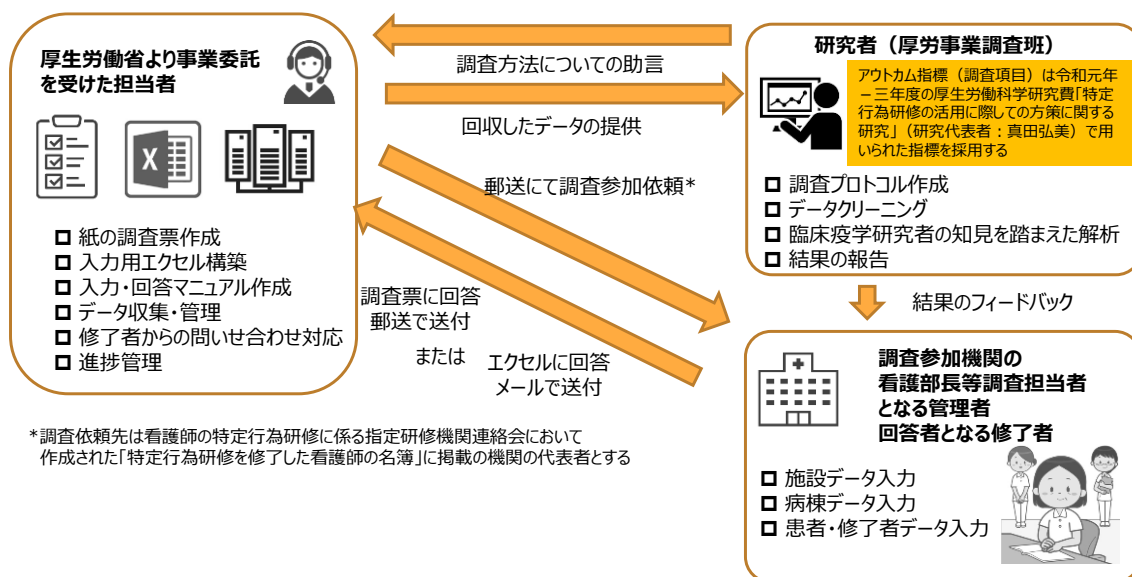 厚生労働省より事業委託
を受けた担当者
X
紙の調査票作成
入力用エクセル構築
入力・回答マニュアル作成
データ収集・管理
修了者からの問いせ合わせ対応
進捗管理
調査方法についての助言
回収したデータの提供
郵送にて調査参加依頼*
調査票に回答
郵送で送付
または
エクセルに回答
メールで送付
研究者（厚労事業調査班）
アウトカム指標（調査項目）は令和元年
－三年度の厚生労働科学研究費「特定
行為研修の活用に際しての方策に関する
研究」（研究代表者：真田弘美）で用
いられた指標を採用する
調査プロトコル作成
データクリーニング
臨床疫学研究者の知見を踏まえた解析
結果の報告
結果のフィードバック
調査参加機関の
看護部長等調査担当者
となる管理者
回答者となる修了者
施設データ入力
病棟データ入力
患者・修了者データ入力
*調査依頼先は看護師の特定行為研修に係る指定研修機関連絡会において
作成された「特定行為研修を修了した看護師の名簿」に掲載の機関の代表者とする